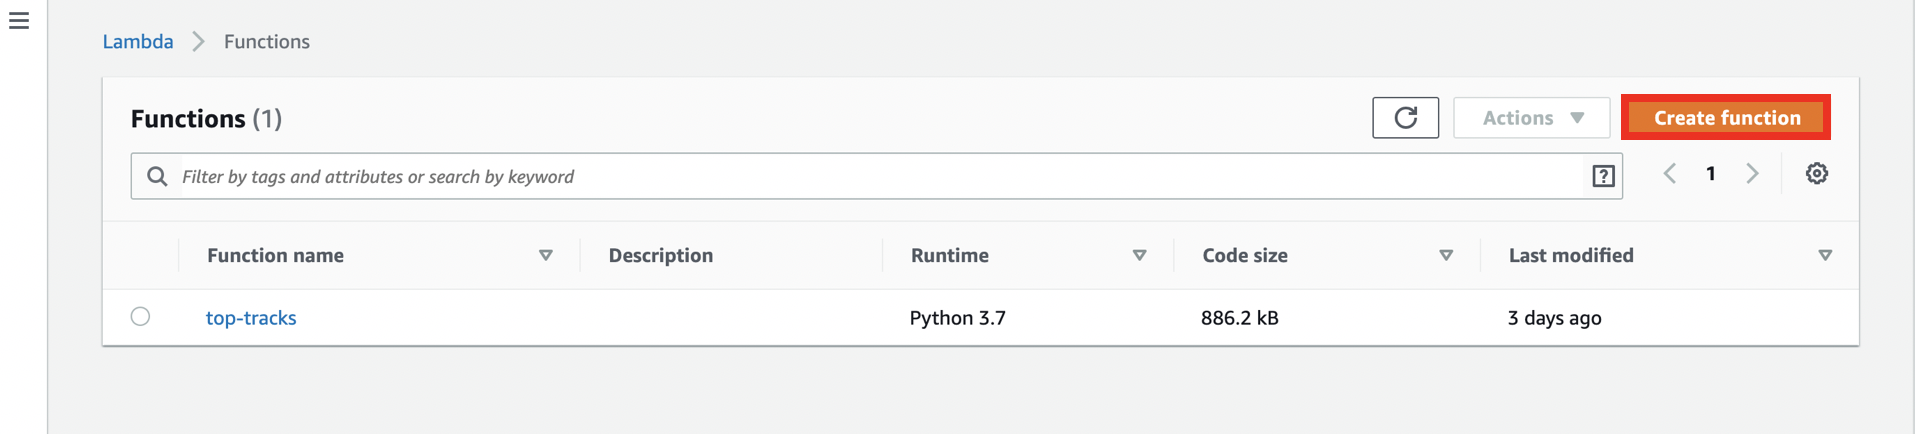 Lambda > Functions
Functions (1)
Actions
Create function
Filter by tags and attributes or search by keyword
?
1
Function name Description Runtime Code size Last modified
top-tracks Python 3.7 886.2 kB 3 days ago